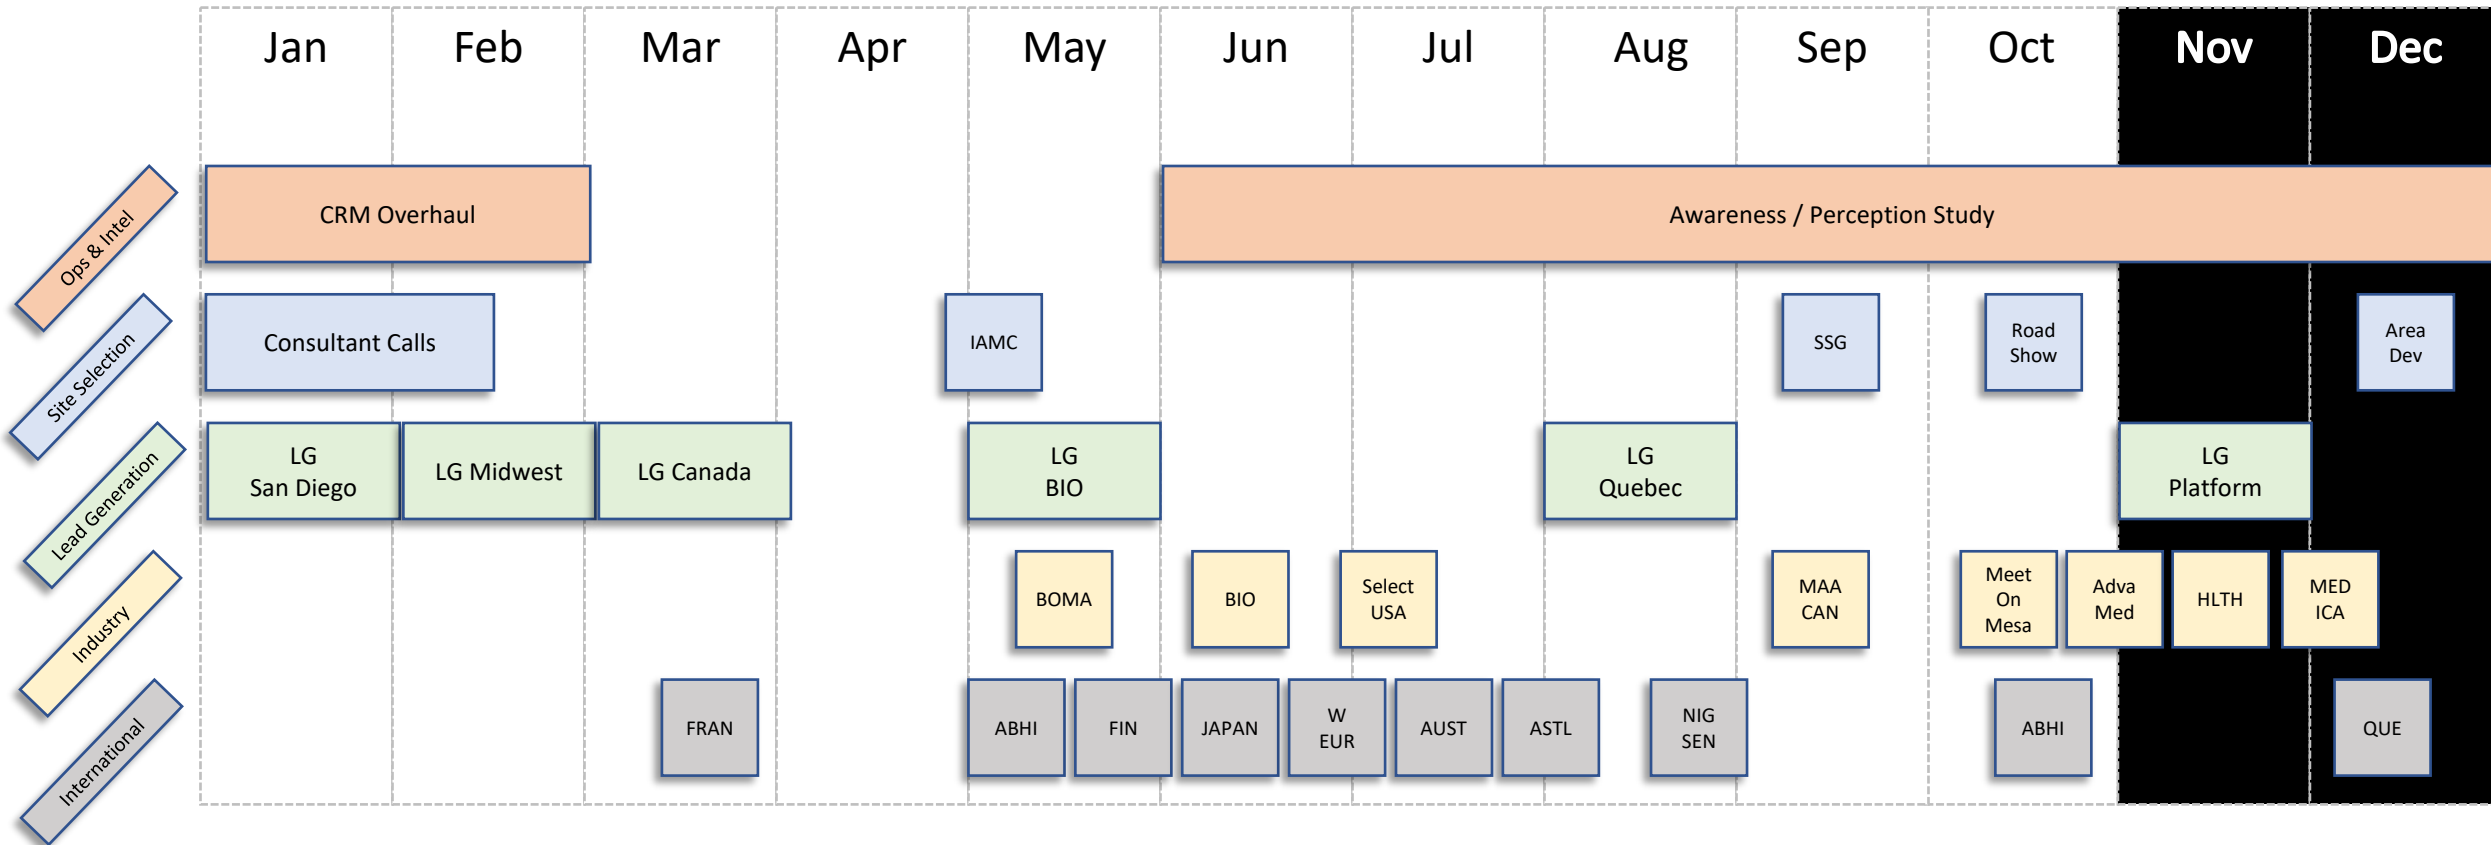 Jan
Feb
Mar
Apr
May
Jun
Jul
Aug
Sep
Oct
Nov
Dec
Ops & Intel
CRM Overhaul
Awareness / Perception Study
Site Selection
Consultant Calls
IAMC
SSG
Road
Show
Area
Dev
Lead Generation
LG
San Diego
LG Midwest
LG Canada
LG
BIO
LG
Quebec
LG
Platform
Industry
BOMA
BIO
Select
USA
MAA
CAN
Meet
On
Mesa
Adva
Med
HLTH
MED
ICA
International
FRAN
ABHI
FIN
JAPAN
W
EUR
AUST
ASTL
NIG
SEN
ABHI
QUE